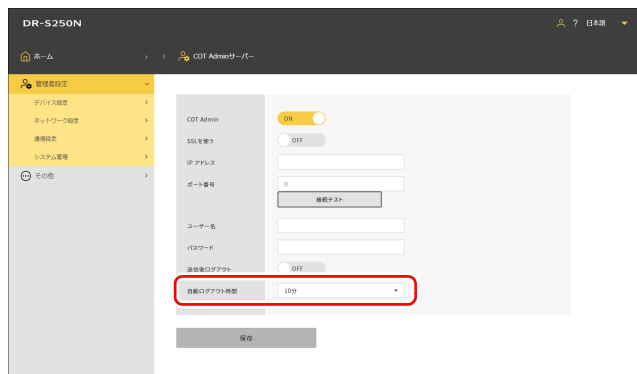 DR-S250N
? 日本語
ホーム
COT Adminサーバー
管理者設定
デバイス設定
ネットワーク設定
通信設定
システム管理
その他
COT Admin ON
SSLを使う OFF
IP アドレス
ポート番号 0
接続テスト
ユーザー名
パスワード
送信後ログアウト OFF
自動ログアウト時間 10分
保存